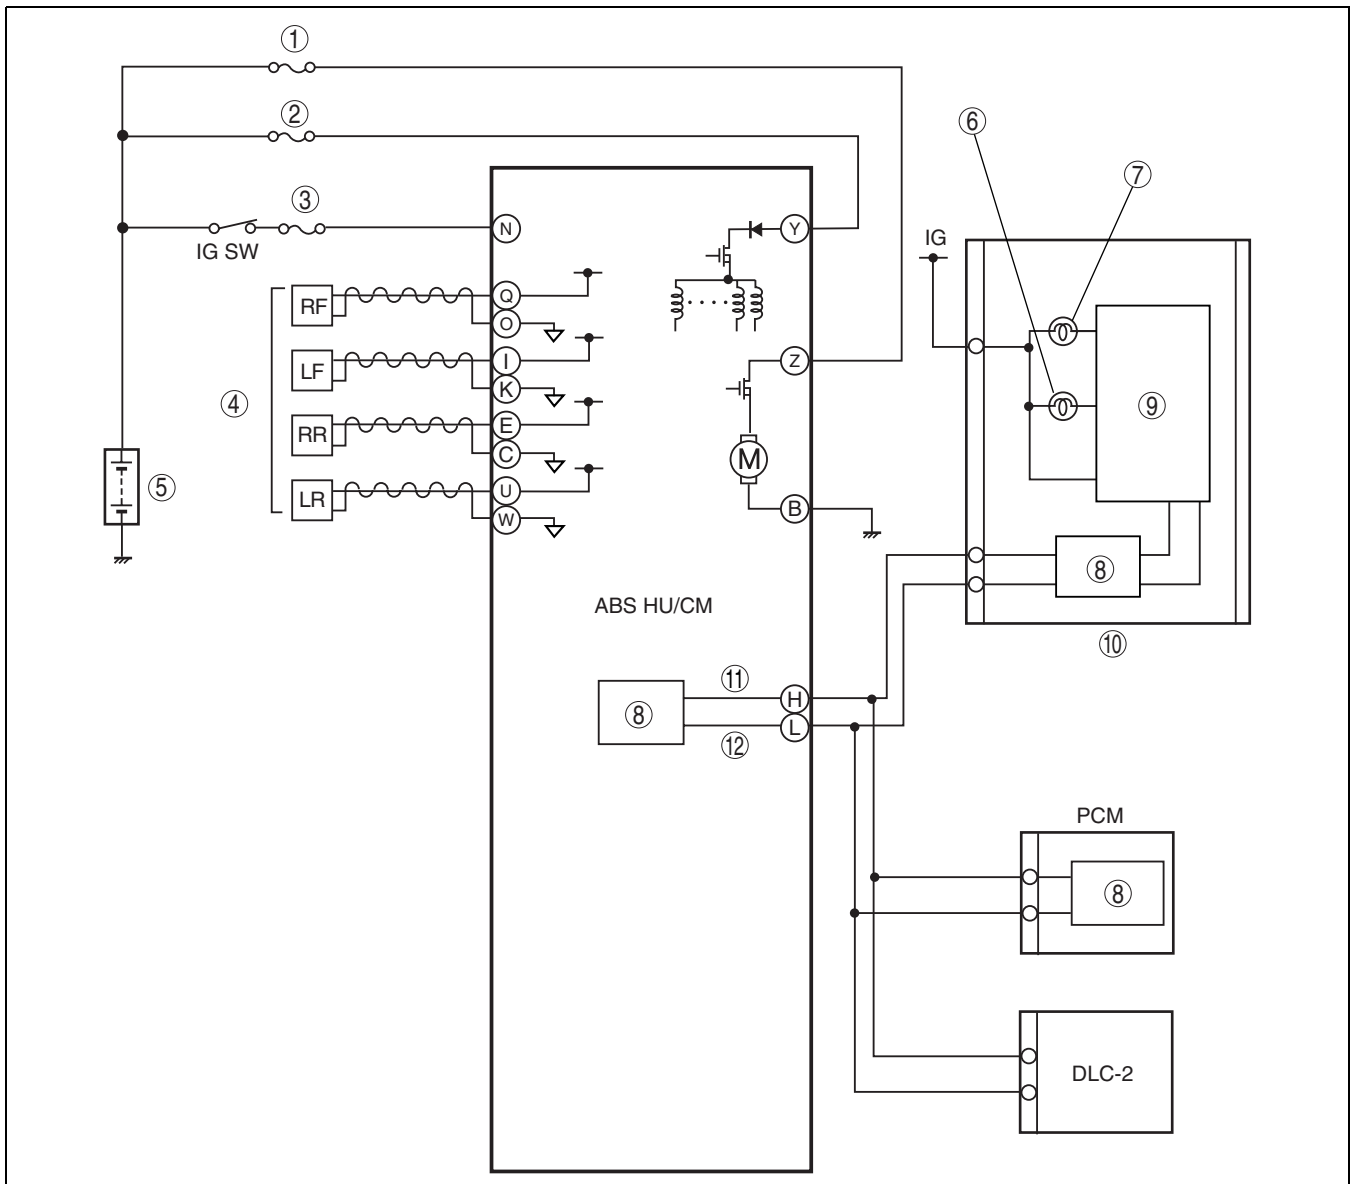 ①
②
⑥
⑦
③
N
Y
IG
IG SW
RF
Q
O
LF
I
K
Z
④
⑨
RR
E
C
M
⑤
LR
U
W
B
⑧
ABS HU/CM
⑩
⑪
H
⑧
L
⑫
PCM
⑧
DLC-2